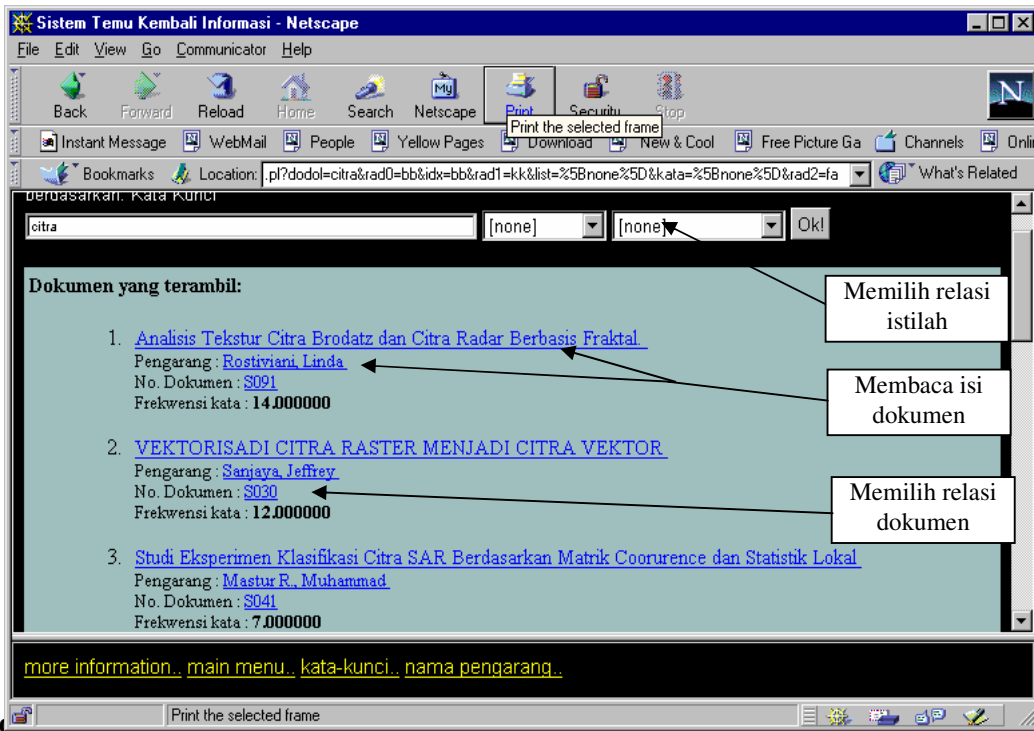 Sistem Temu Kembali Informasi - Netscape
File Edit View Go Communicator Help
Back Forward Reload Home Search Netscape Print Security Stop
Print the selected frame
Instant Message WebMail People Yellow Pages Download New & Cool Free Picture Ga Channels Onli
Bookmarks Location: .pl?dodol=citra&rad0=bb&idx=bb&rad1=kk&list=%5Bnone%5D&kata=%5Bnone%5D&rad2=fa What's Related
berdasarkan: Kata Kunci
citra [none] [none] Ok!
Memilih relasi
istilah
Dokumen yang terambil:
1. Analisis Tekstur Citra Brodatz dan Citra Radar Berbasis Fraktal.
Pengarang : Rostiviani, Linda
No. Dokumen : S091
Frekwensi kata : 14.000000
Membaca isi
dokumen
2. VEKTORISADI CITRA RASTER MENJADI CITRA VEKTOR
Pengarang : Sanjaya, Jeffrey
No. Dokumen : S030
Frekwensi kata : 12.000000
Memilih relasi
dokumen
3. Studi Eksperimen Klasifikasi Citra SAR Berdasarkan Matrik Coorurence dan Statistik Lokal
Pengarang : Mastur R., Muhammad
No. Dokumen : S041
Frekwensi kata : 7.000000
more information.. main menu.. kata-kunci.. nama pengarang..
Print the selected frame